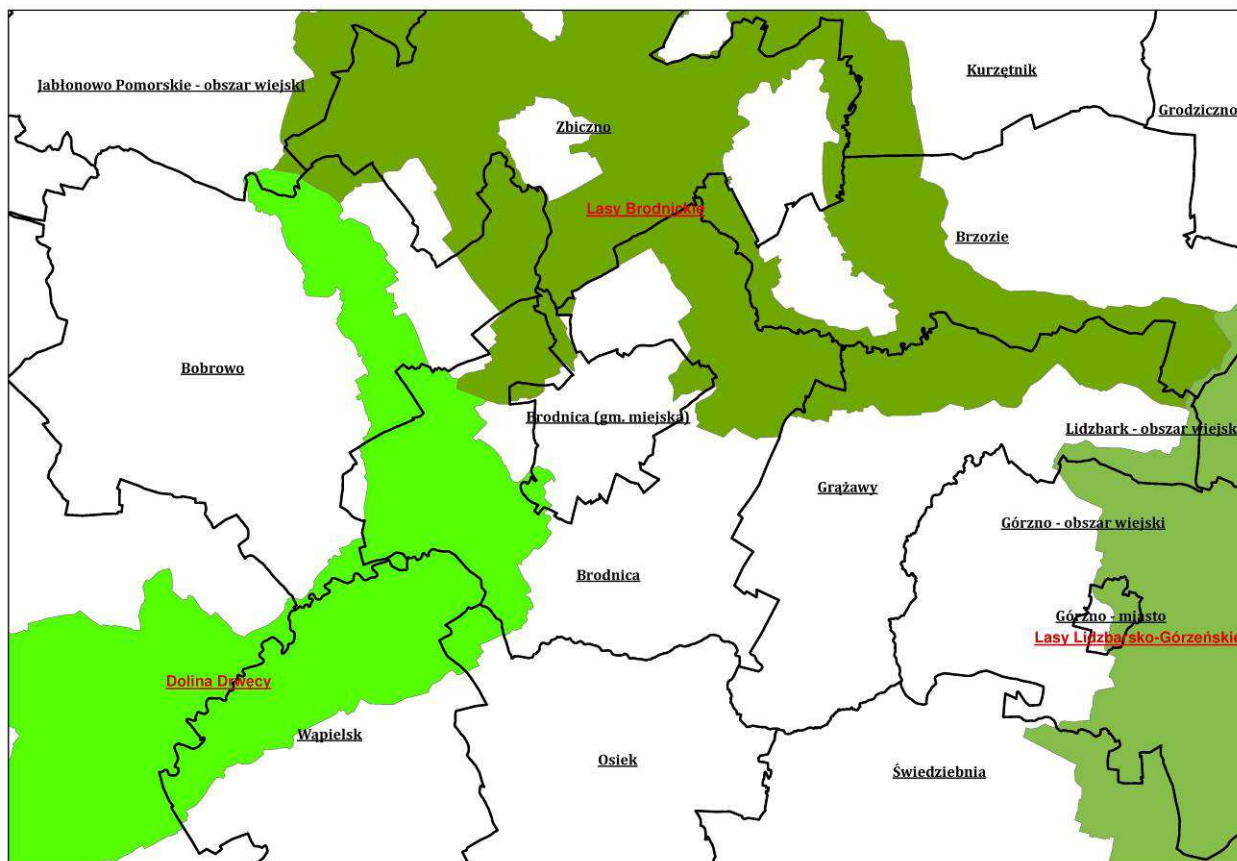 Kurzętnik
Jabłonowo Pomorskie - obszar wiejski
Grodziczno
Zbiczno
Lasy Brodnickie
Brzozie
Bobrowo
Brodnica (gm. miejska)
Lidzbark - obszar wiejski
Grążawy
Górzno - obszar wiejski
Brodnica
Górzno - miasto
Lasy Lidzbarsko-Górzeńskie
Dolina Drwęcy
Wąpielsk
Osiek
Świedziebnia